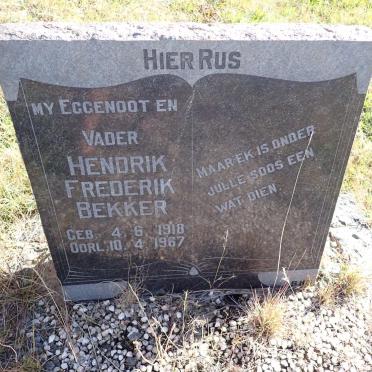 HIER RUS
MY EGGENOOT EN
VADER
HENDRIK
FREDERIK
BEKKER
GEB. 4. 6. 1918
OORL. 10. 4. 1967
MAAR EK IS ONDER
JULLE SOOS EEN
WAT DIEN.